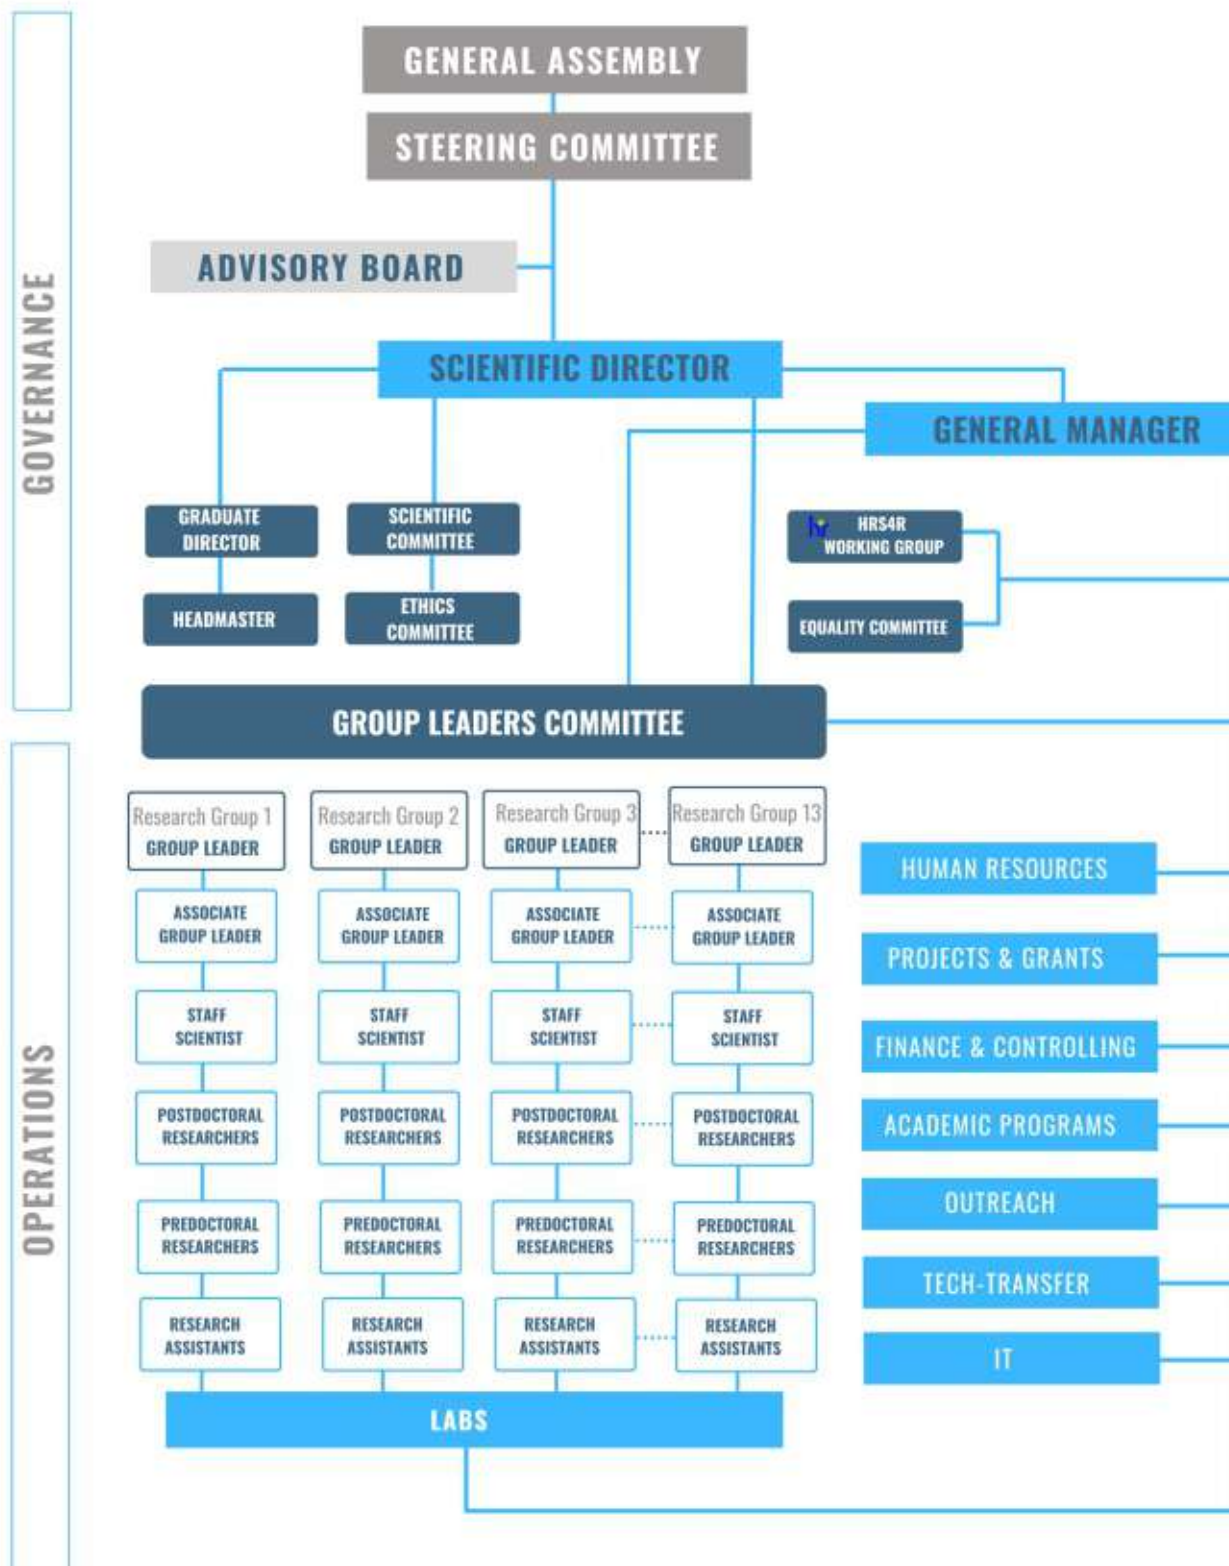 GOVERNANCE
GENERAL ASSEMBLY
STEERING COMMITTEE
ADVISORY BOARD
SCIENTIFIC DIRECTOR
GENERAL MANAGER
GRADUATE
DIRECTOR
SCIENTIFIC
COMMITTEE
hr HRS4R
WORKING GROUP
HEADMASTER
ETHICS
COMMITTEE
EQUALITY COMMITTEE
GROUP LEADERS COMMITTEE
OPERATIONS
Research Group 1
GROUP LEADER
Research Group 2
GROUP LEADER
Research Group 3
GROUP LEADER
Research Group 13
GROUP LEADER
ASSOCIATE
GROUP LEADER
ASSOCIATE
GROUP LEADER
ASSOCIATE
GROUP LEADER
ASSOCIATE
GROUP LEADER
STAFF
SCIENTIST
STAFF
SCIENTIST
STAFF
SCIENTIST
STAFF
SCIENTIST
POSTDOCTORAL
RESEARCHERS
POSTDOCTORAL
RESEARCHERS
POSTDOCTORAL
RESEARCHERS
POSTDOCTORAL
RESEARCHERS
PREDOCTORAL
RESEARCHERS
PREDOCTORAL
RESEARCHERS
PREDOCTORAL
RESEARCHERS
PREDOCTORAL
RESEARCHERS
RESEARCH
ASSISTANTS
RESEARCH
ASSISTANTS
RESEARCH
ASSISTANTS
RESEARCH
ASSISTANTS
LABS
HUMAN RESOURCES
PROJECTS & GRANTS
FINANCE & CONTROLLING
ACADEMIC PROGRAMS
OUTREACH
TECH-TRANSFER
IT